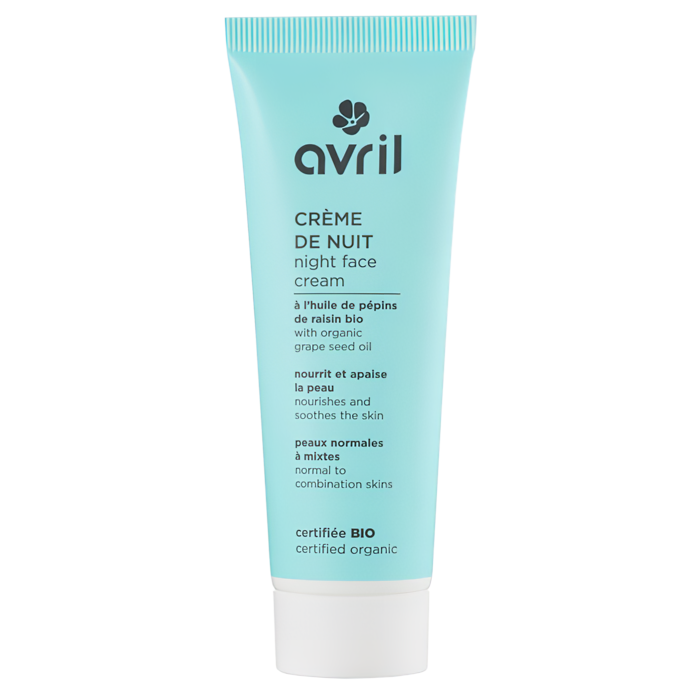 avril
CRÈME
DE NUIT
night face
cream
à l'huile de pépins
de raisin bio
with organic
grape seed oil
nourrit et apaise
la peau
nourishes and
soothes the skin
peaux normales
à mixtes
normal to
combination skins
certifiée BIO
certified organic